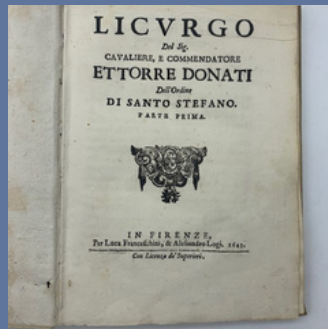 LICVRGO
Del Sig.
CAVALIERE, E COMMENDATORE
ETTORRE DONATI
Dell'Ordine
DI SANTO STEFANO.
PARTE PRIMA.
IN FIRENZE,
Per Luca Franceschini, & Alessandro Logi. 1643.
Con Licenza de' Superiori.